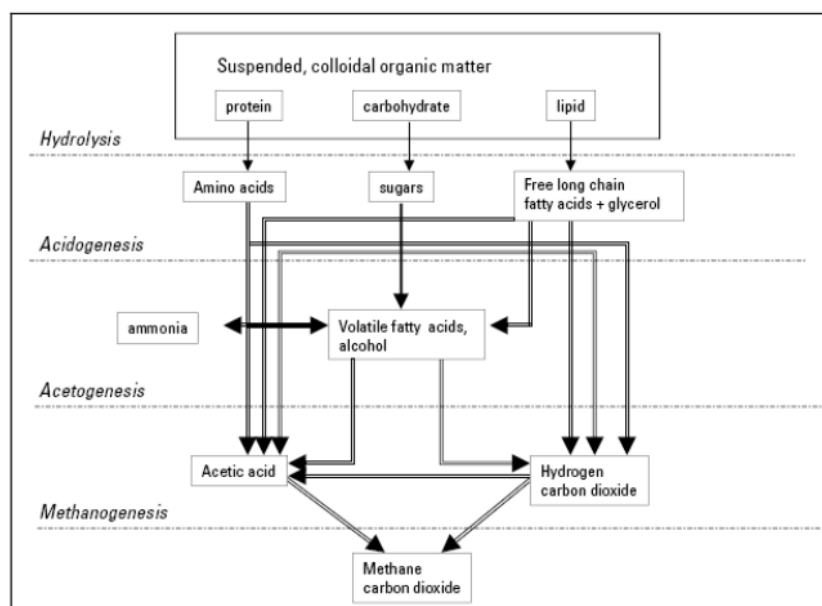 Suspended, colloidal organic matter
protein
carbohydrate
lipid
Hydrolysis
Amino acids
sugars
Free long chain
fatty acids + glycerol
Acidogenesis
ammonia
Volatile fatty acids,
alcohol
Acetogenesis
Acetic acid
Hydrogen
carbon dioxide
Methanogenesis
Methane
carbon dioxide